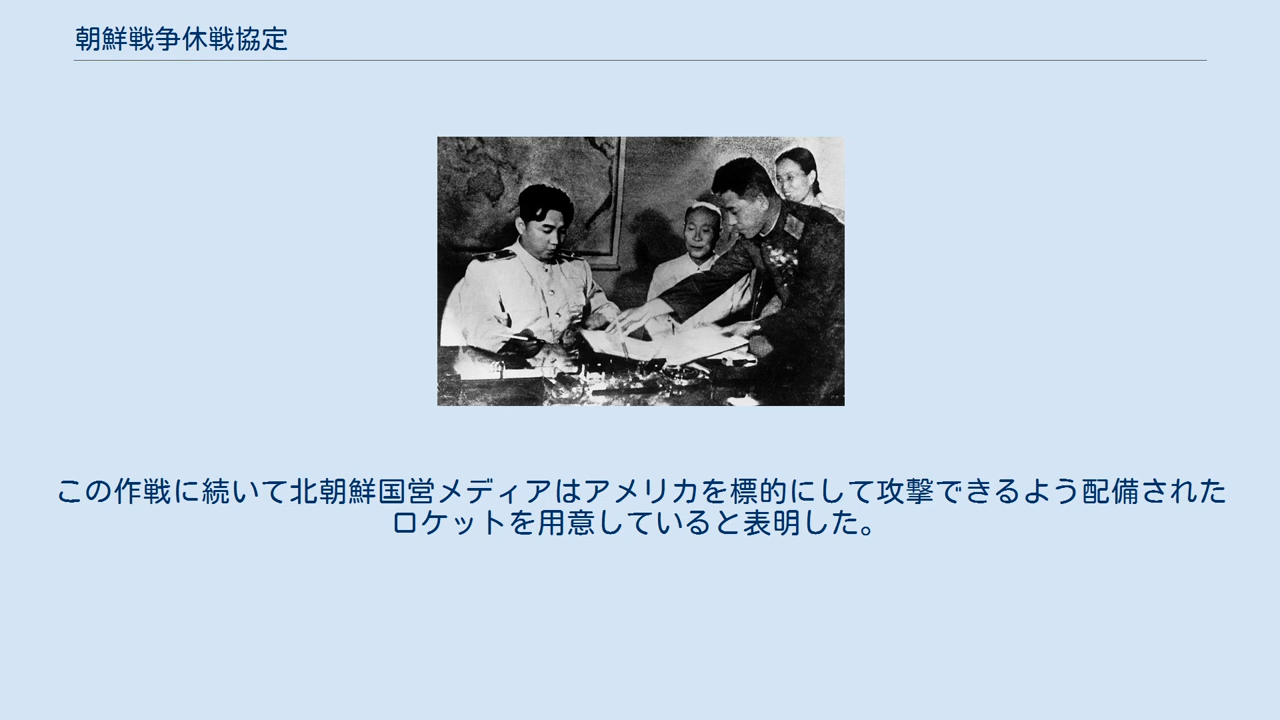 朝鮮戦争休戦協定
この作戦に続いて北朝鮮国営メディアはアメリカを標的にして攻撃できるよう配備された
ロケットを用意していると表明した。